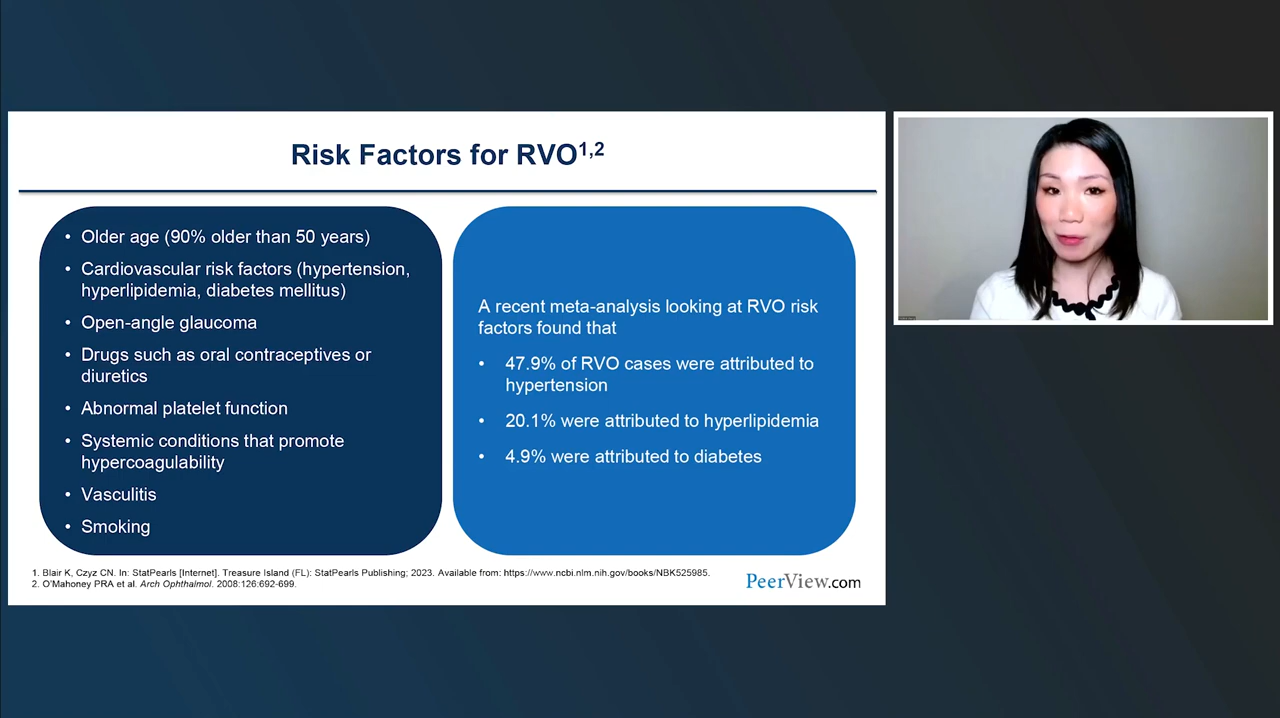 Risk Factors for RVO1,2
• Older age (90% older than 50 years)
• Cardiovascular risk factors (hypertension,
hyperlipidemia, diabetes mellitus)
• Open-angle glaucoma
• Drugs such as oral contraceptives or
diuretics
• Abnormal platelet function
• Systemic conditions that promote
hypercoagulability
• Vasculitis
• Smoking
A recent meta-analysis looking at RVO risk
factors found that
• 47.9% of RVO cases were attributed to
hypertension
• 20.1% were attributed to hyperlipidemia
• 4.9% were attributed to diabetes
1. Blair K, Czyz CN. In: StatPearls [Internet]. Treasure Island (FL): StatPearls Publishing; 2023. Available from: https://www.ncbi.nlm.nih.gov/books/NBK525985.
2. O'Mahoney PRA et al. Arch Ophthalmol. 2008:126:692-699.
PeerView.com